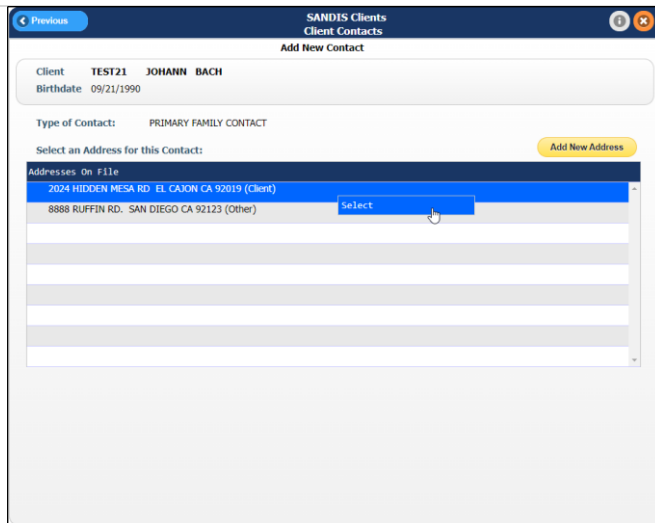 Previous
SANDIS Clients
Client Contacts
Add New Contact
Client TEST21 JOHANN BACH
Birthdate 09/21/1990
Type of Contact: PRIMARY FAMILY CONTACT
Select an Address for this Contact:
Add New Address
Addresses On File
2024 HIDDEN MESA RD EL CAJON CA 92019 (Client)
8888 RUFFIN RD. SAN DIEGO CA 92123 (Other)
Select